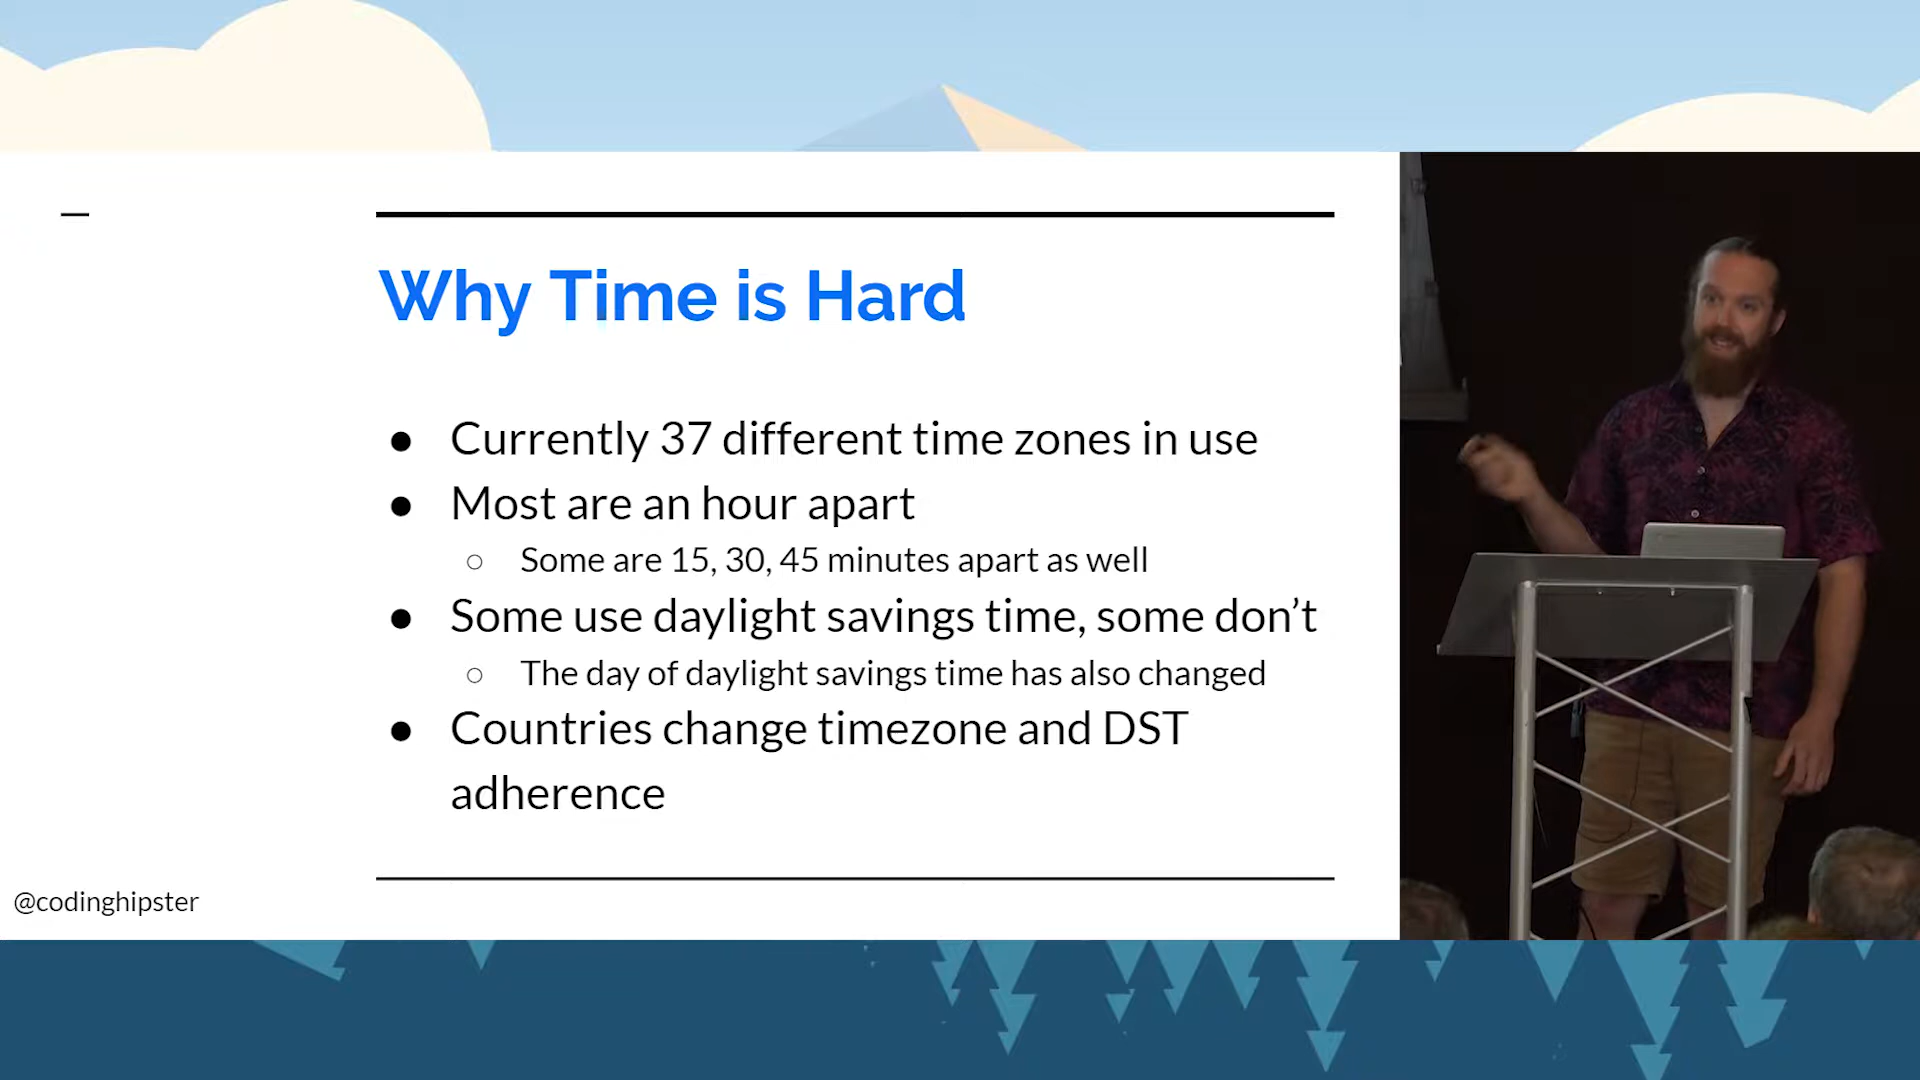 Why Time is Hard
● Currently 37 different time zones in use
● Most are an hour apart
○ Some are 15, 30, 45 minutes apart as well
● Some use daylight savings time, some don’t
○ The day of daylight savings time has also changed
● Countries change timezone and DST
adherence
@codinghipster